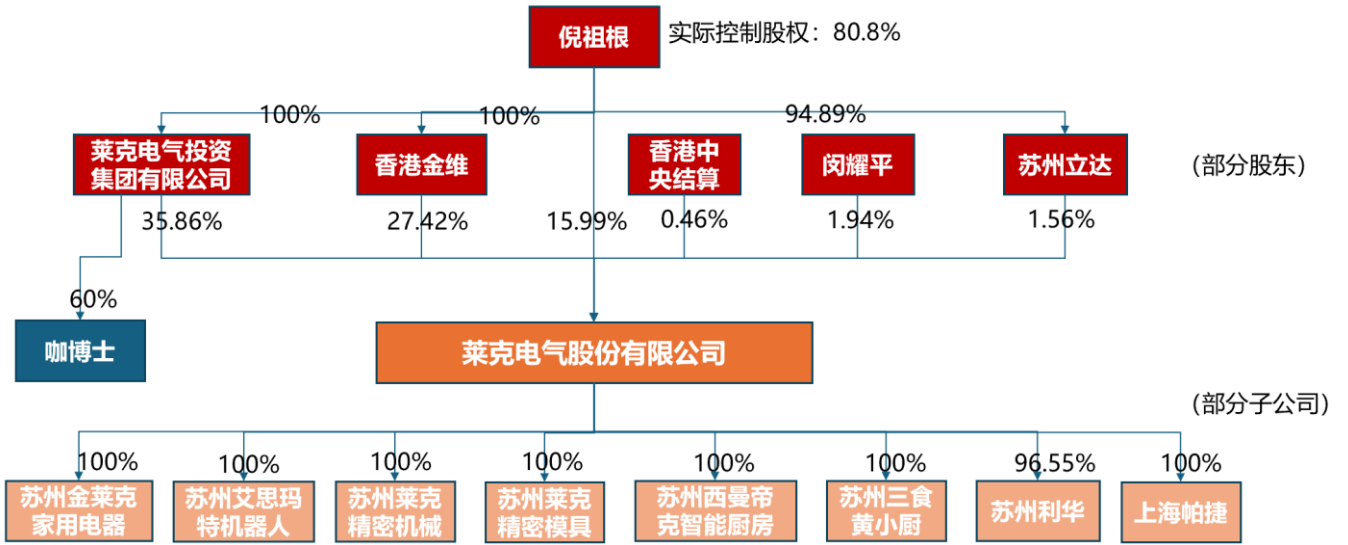 倪祖根
实际控制股权：80.8%
100%
100%
94.89%
莱克电气投资
集团有限公司
香港金维
香港中
央结算
闵耀平
苏州立达
（部分股东）
35.86%
27.42%
15.99%
0.46%
1.94%
1.56%
60%
咖博士
莱克电气股份有限公司
（部分子公司）
100%
100%
100%
100%
100%
100%
96.55%
100%
苏州金莱克
家用电器
苏州艾思玛
特机器人
苏州莱克
精密机械
苏州莱克
精密模具
苏州西曼帝
克智能厨房
苏州三食
黄小厨
苏州利华
上海帕捷